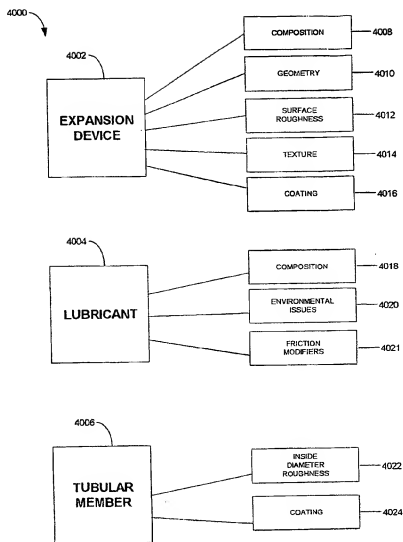 4000
4002
EXPANSION
DEVICE
COMPOSITION
4008
GEOMETRY
4010
SURFACE
ROUGHNESS
4012
TEXTURE
4014
COATING
4016
4004
LUBRICANT
COMPOSITION
4018
ENVIRONMENTAL
ISSUES
4020
FRICTION
MODIFIERS
4021
4006
TUBULAR
MEMBER
INSIDE
DIAMETER
ROUGHNESS
4022
COATING
4024